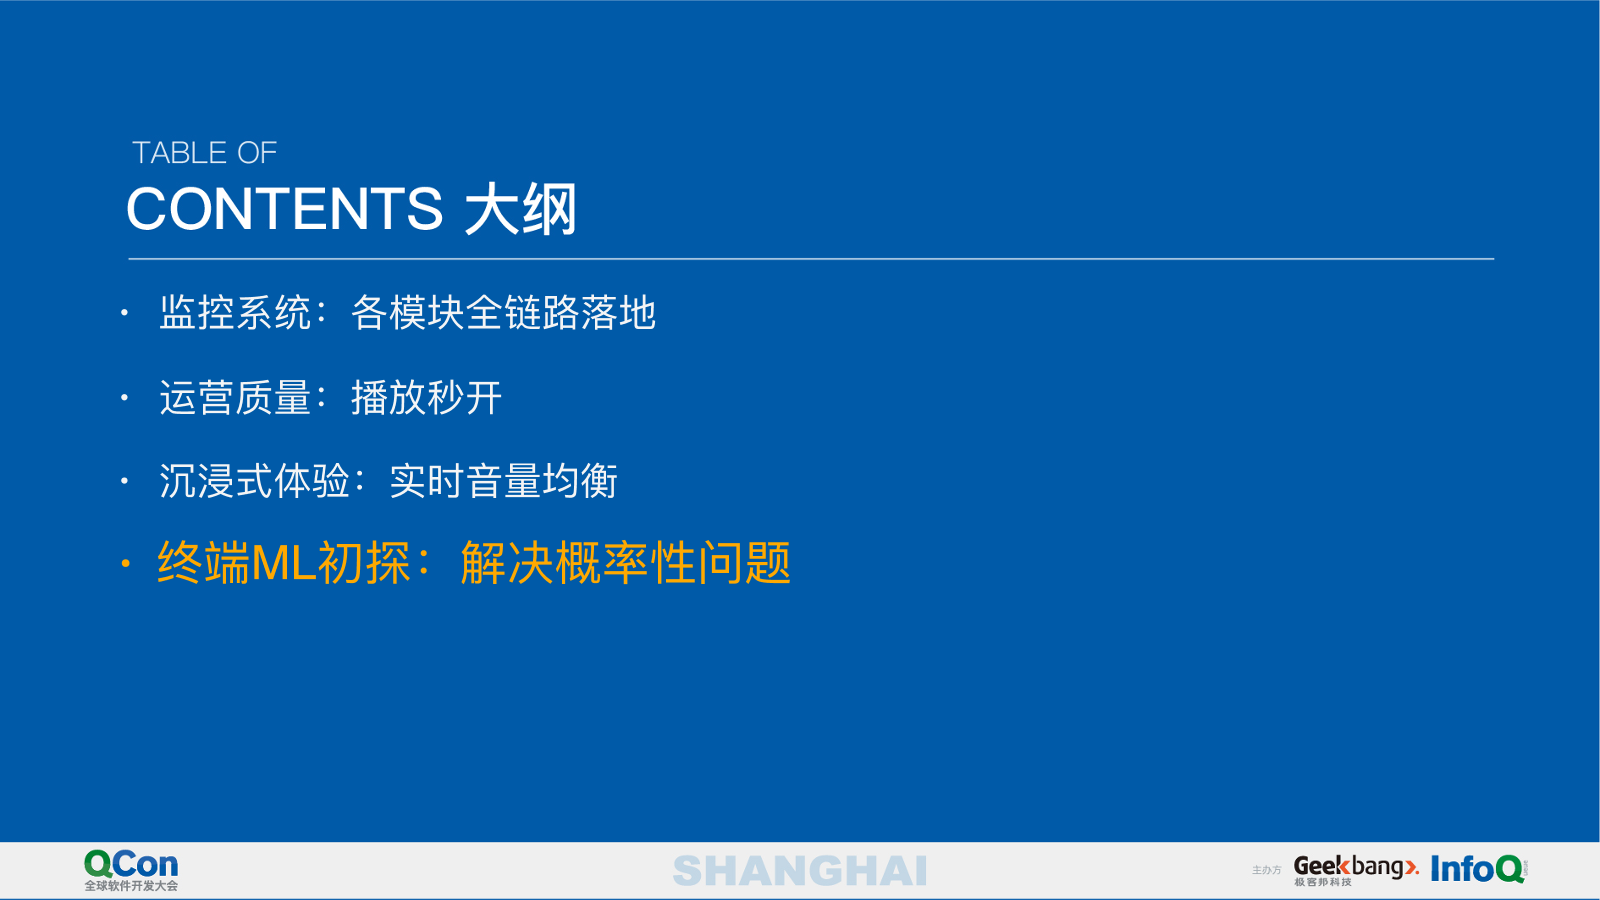 TABLE OF
CONTENTS 大纲
• 监控系统：各模块全链路落地
• 运营质量：播放秒开
• 沉浸式体验：实时音量均衡
• 终端ML初探：解决概率性问题
QCon
全球软件开发大会
SHANGHAI
主办方
Geekbang>.
极客邦科技
InfoQ